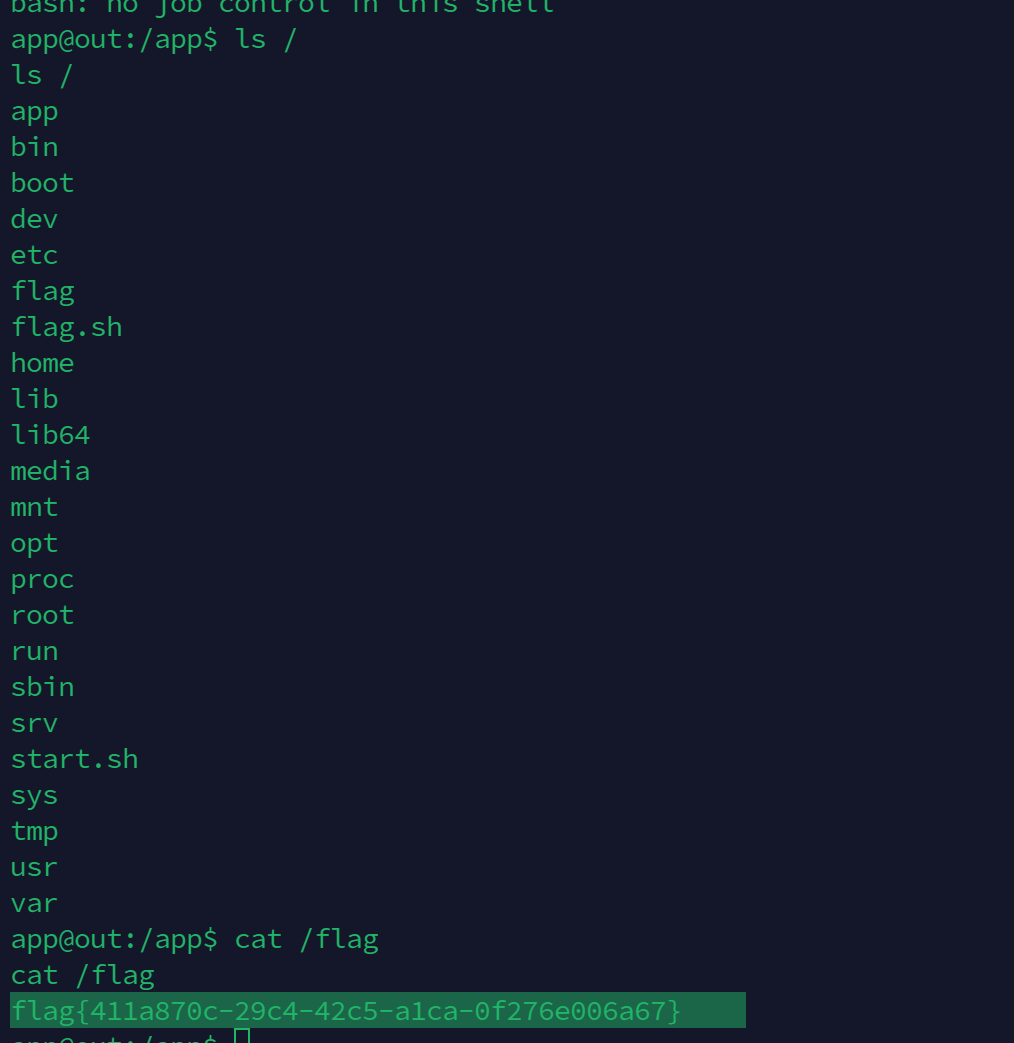 bash: no job control in this shell
app@out:/app$ ls /
ls /
app
bin
boot
dev
etc
flag
flag.sh
home
lib
lib64
media
mnt
opt
proc
root
run
sbin
srv
start.sh
sys
tmp
usr
var
app@out:/app$ cat /flag
cat /flag
flag{411a870c-29c4-42c5-a1ca-0f276e006a67}
app@out:/app$